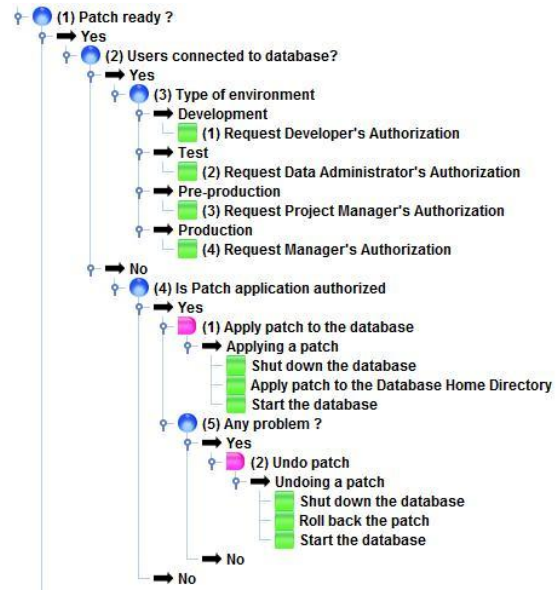 (1) Patch ready ?
Yes
(2) Users connected to database?
Yes
(3) Type of environment
Development
(1) Request Developer's Authorization
Test
(2) Request Data Administrator's Authorization
Pre-production
(3) Request Project Manager's Authorization
Production
(4) Request Manager's Authorization
No
(4) Is Patch application authorized
Yes
(1) Apply patch to the database
Applying a patch
Shut down the database
Apply patch to the Database Home Directory
Start the database
(5) Any problem ?
Yes
(2) Undo patch
Undoing a patch
Shut down the database
Roll back the patch
Start the database
No
No